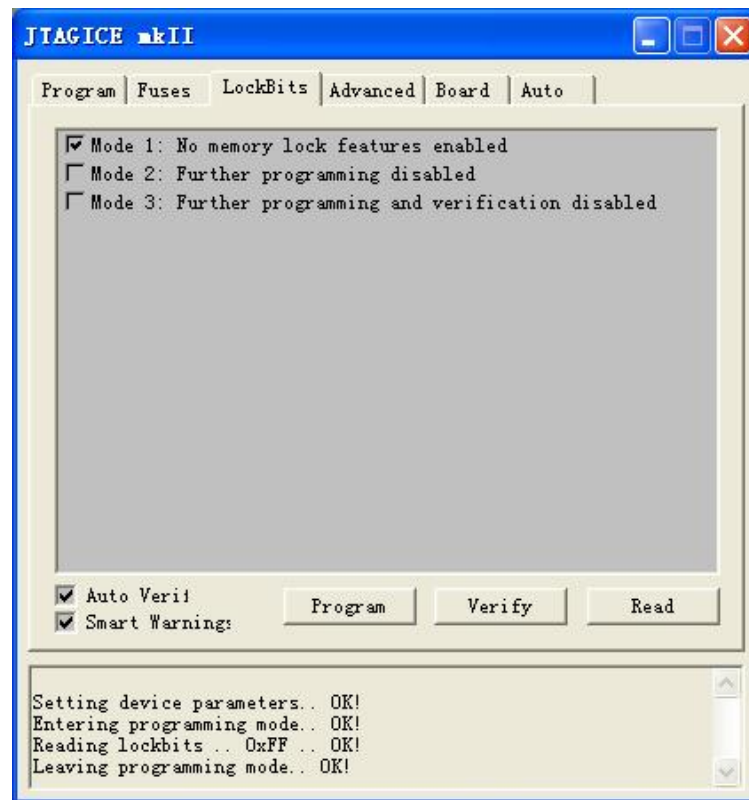 JTAGICE mkII
Program Fuses LockBits Advanced Board Auto
Mode 1: No memory lock features enabled
Mode 2: Further programming disabled
Mode 3: Further programming and verification disabled
Auto Verif
Smart Warnings
Program Verify Read
Setting device parameters.. OK!
Entering programming mode.. OK!
Reading lockbits .. 0xFF .. OK!
Leaving programming mode.. OK!